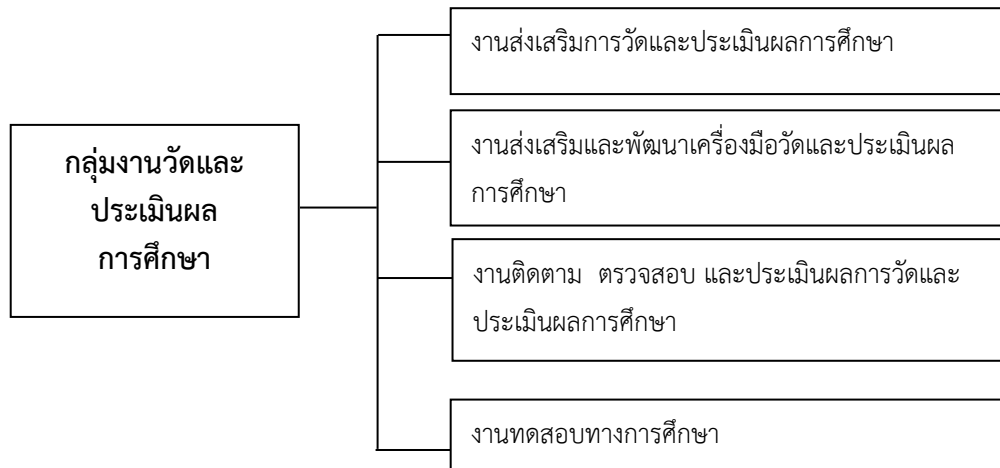 กลุ่มงานวัดและ
ประเมินผล
การศึกษา
งานส่งเสริมการวัดและประเมินผลการศึกษา
งานส่งเสริมและพัฒนาเครื่องมือวัดและประเมินผล
การศึกษา
งานติดตาม ตรวจสอบ และประเมินผลการวัดและ
ประเมินผลการศึกษา
งานทดสอบทางการศึกษา